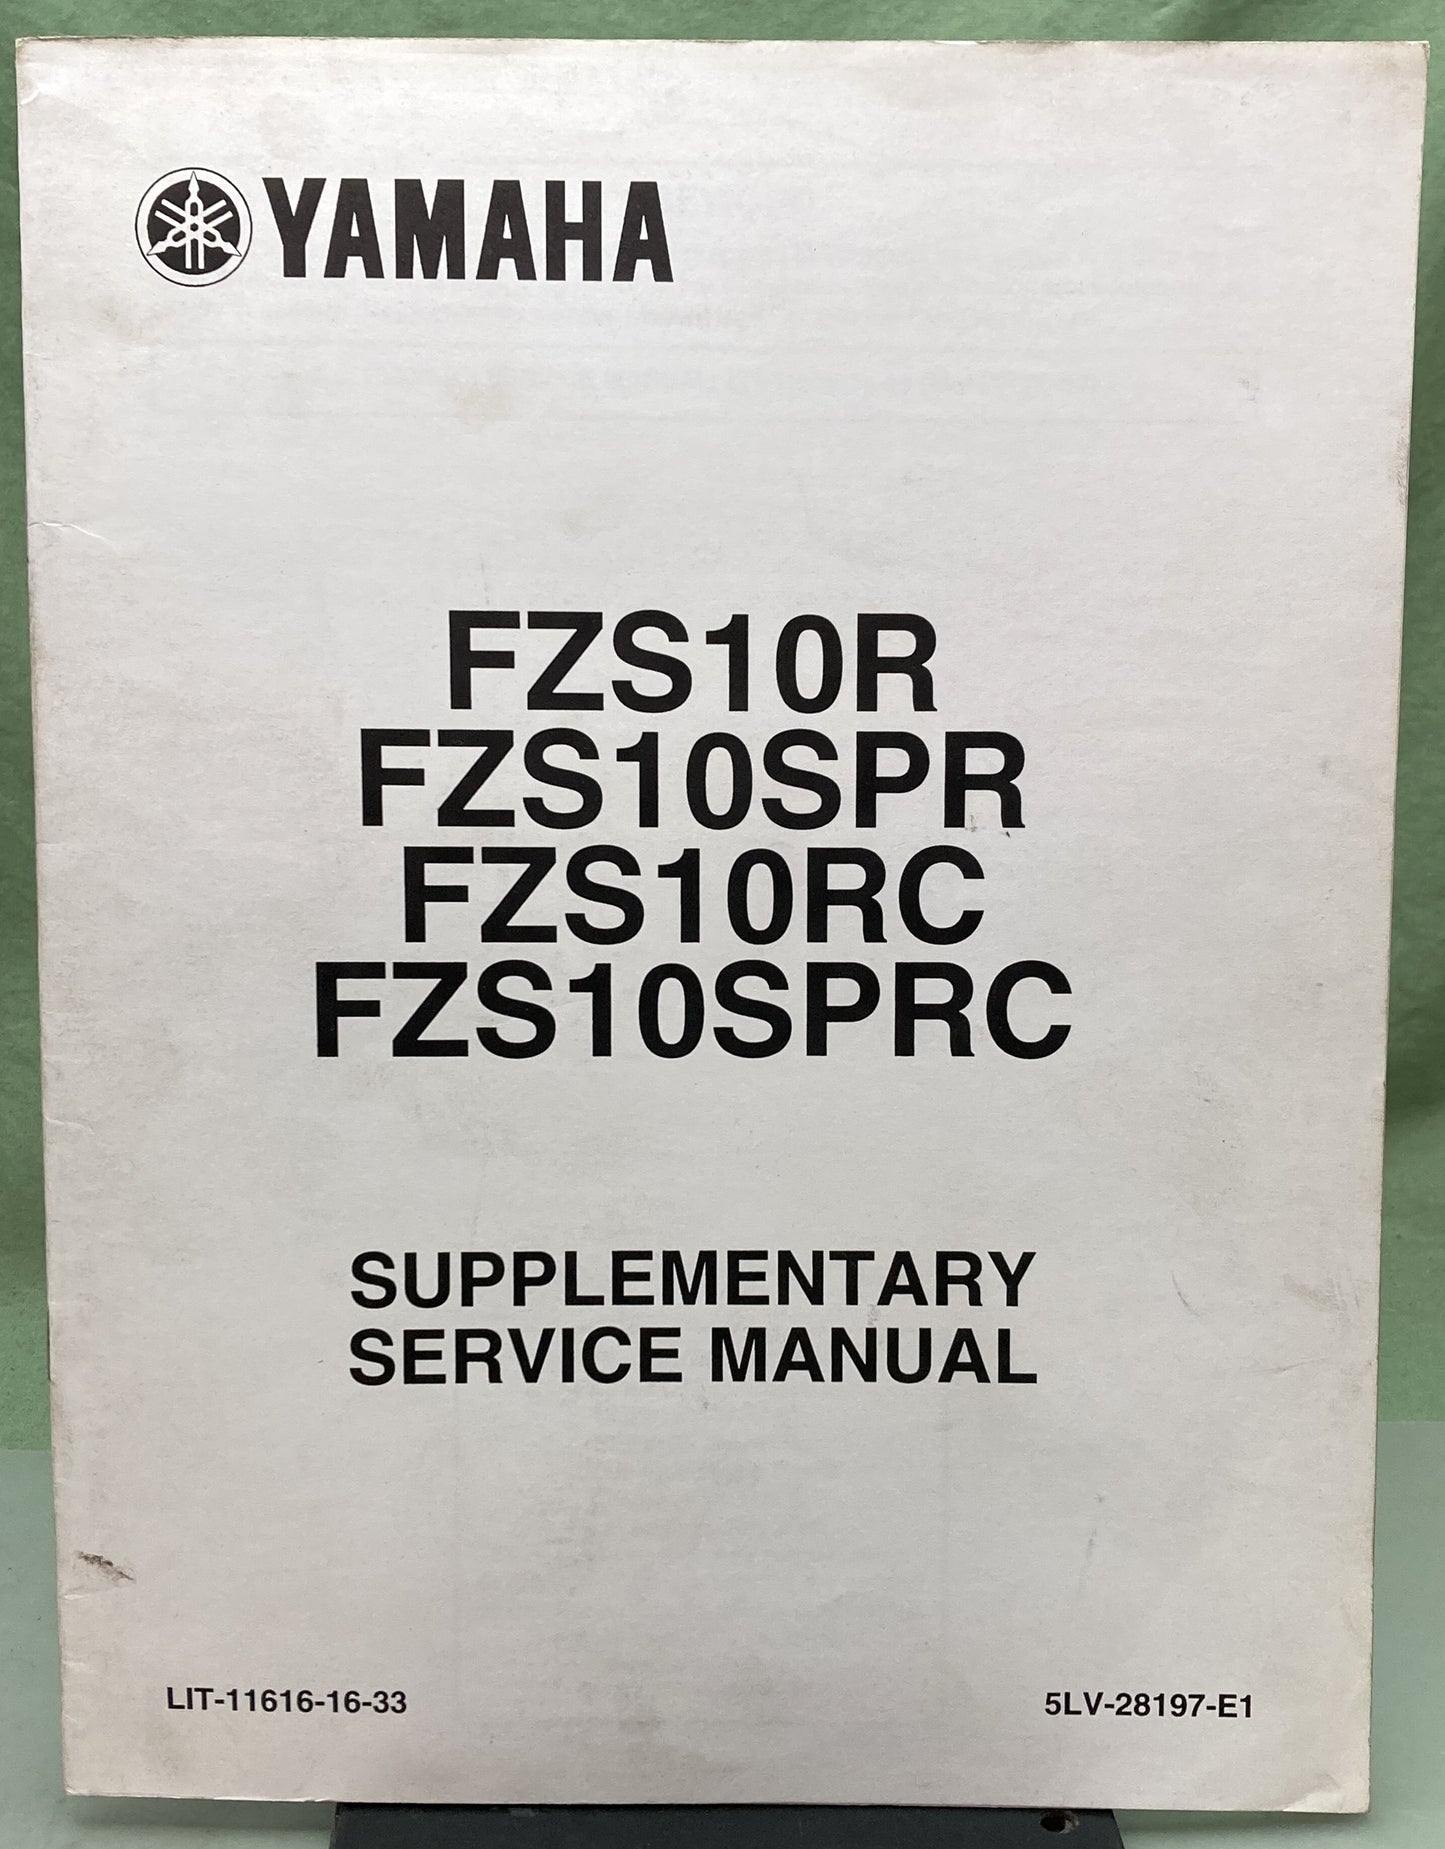 YAMAHA
FZS10R
FZS10SPR
FZS10RC
FZS10SPRC
SUPPLEMENTARY
SERVICE MANUAL
LIT-11616-16-33 5LV-28197-E1